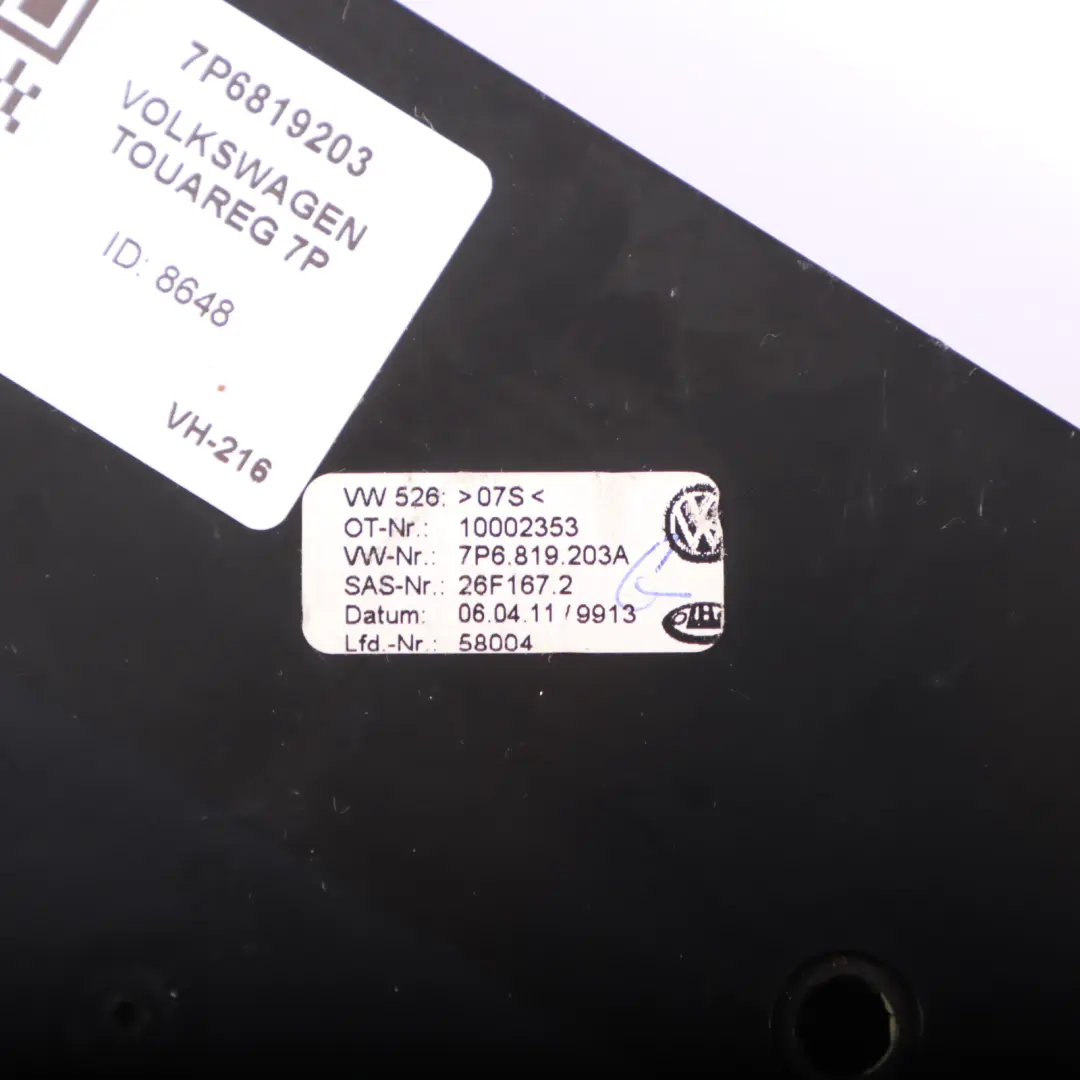 7P6819203
VOLKSWAGEN
TOUAREG 7P
ID: 8648
VH-216
VW 526: >07S<
OT-Nr.: 10002353
VW-Nr.: 7P6.819.203A
SAS-Nr.: 26F167.2
Datum: 06.04.11 / 9913
Lfd.-Nr.: 58004